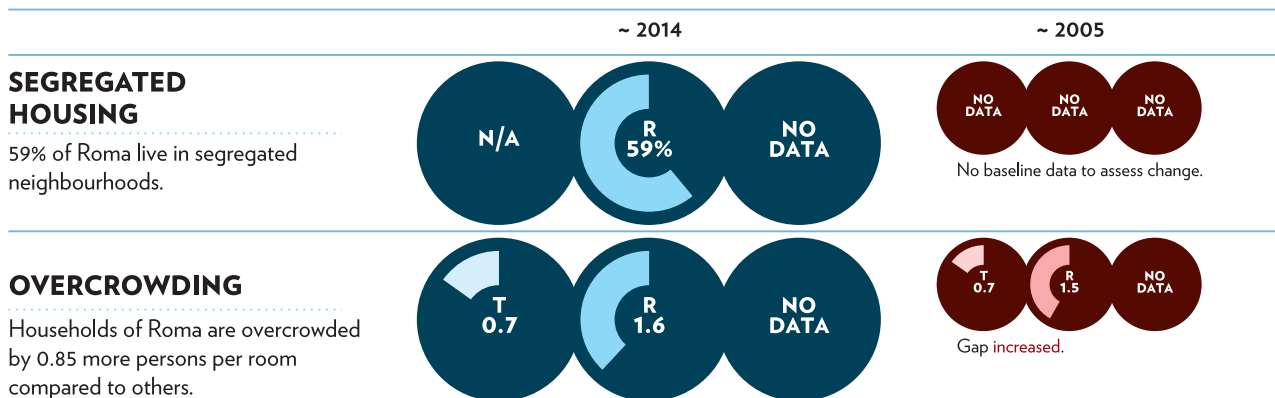 ~ 2014
~ 2005
SEGREGATED
HOUSING
59% of Roma live in segregated
neighbourhoods.
N/A
R
59%
NO
DATA
NO
DATA
NO
DATA
NO
DATA
No baseline data to assess change.
OVERCROWDING
Households of Roma are overcrowded
by 0.85 more persons per room
compared to others.
T
0.7
R
1.6
NO
DATA
T
0.7
R
1.5
NO
DATA
Gap increased.